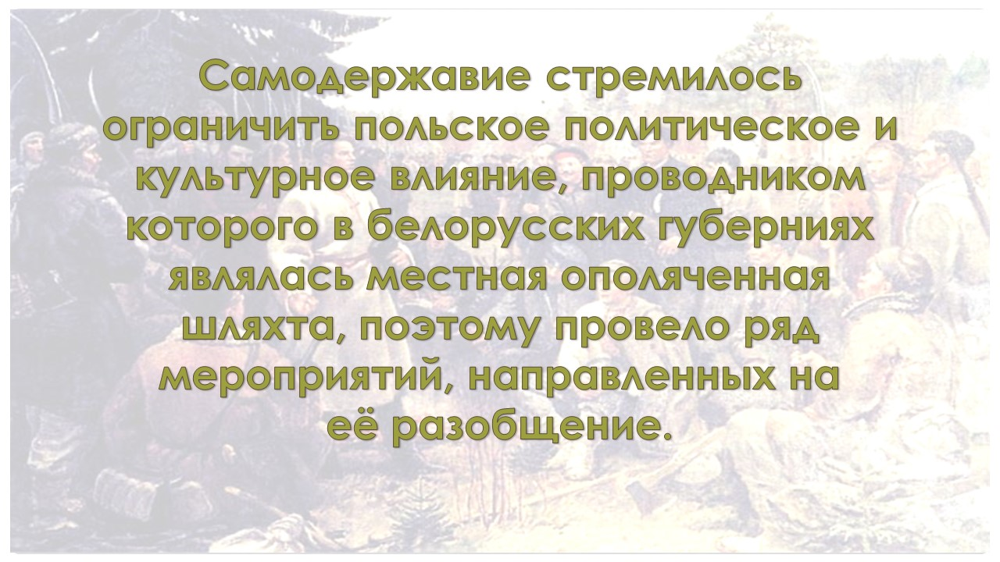 Самодержавие стремилось
ограничить польское политическое и
культурное влияние, проводником
которого в белорусских губерниях
являлась местная ополяченная
шляхта, поэтому провело ряд
мероприятий, направленных на
её разобщение.